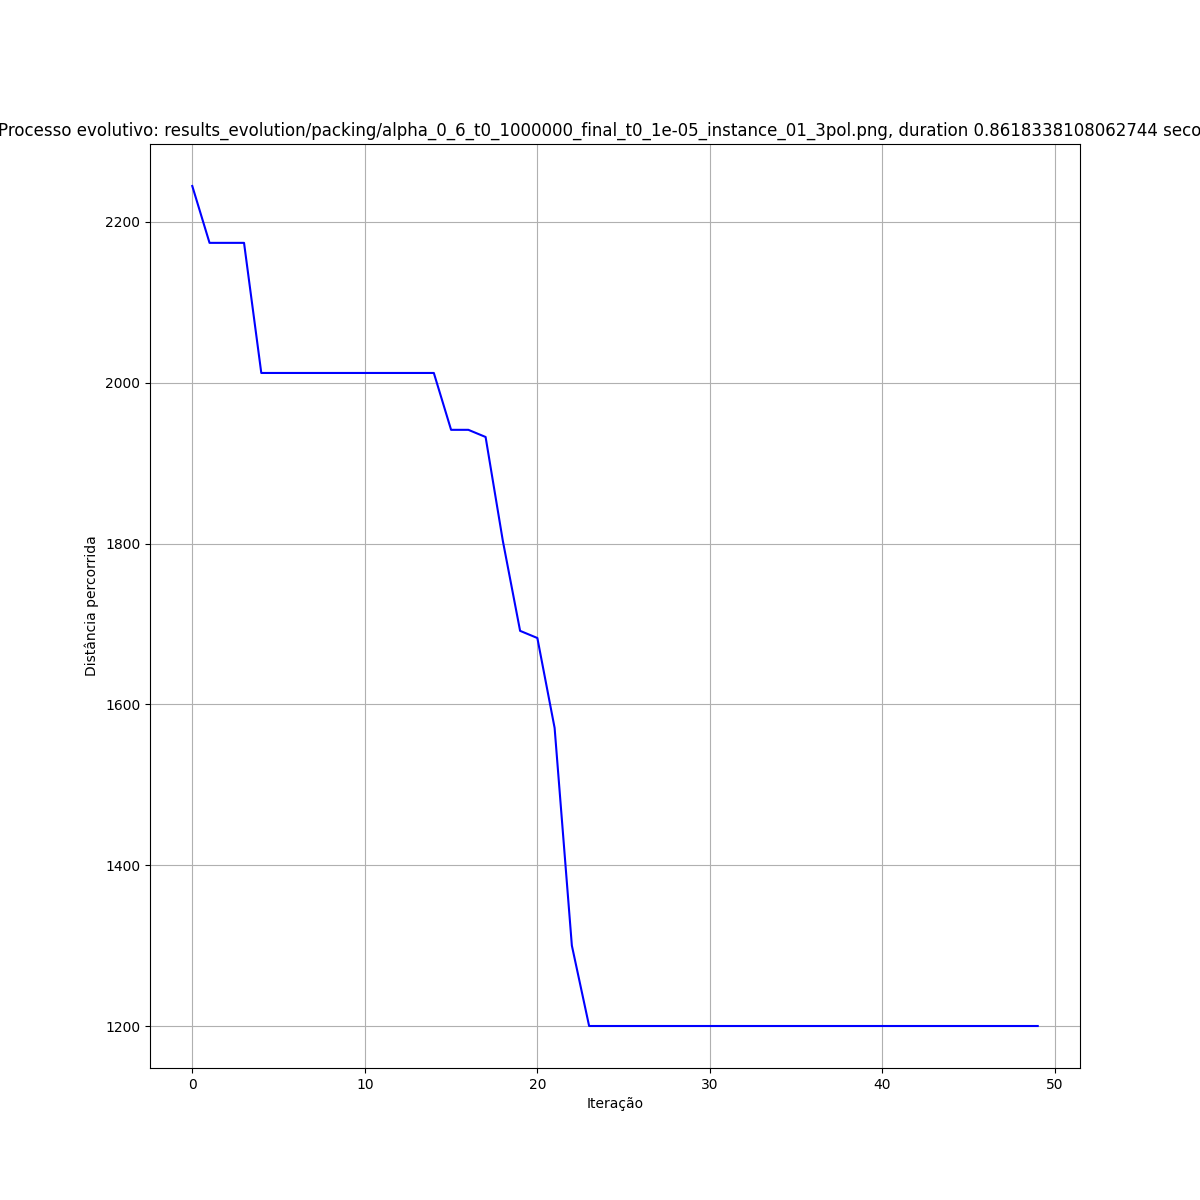 Processo evolutivo: results_evolution/packing/alpha_0_6_t0_1000000_final_t0_1e-05_instance_01_3pol.png, duration 0.8618338108062744 seco
2200
2000
1800
1600
1400
1200
Distância percorrida
0 10 20 30 40 50
Iteração